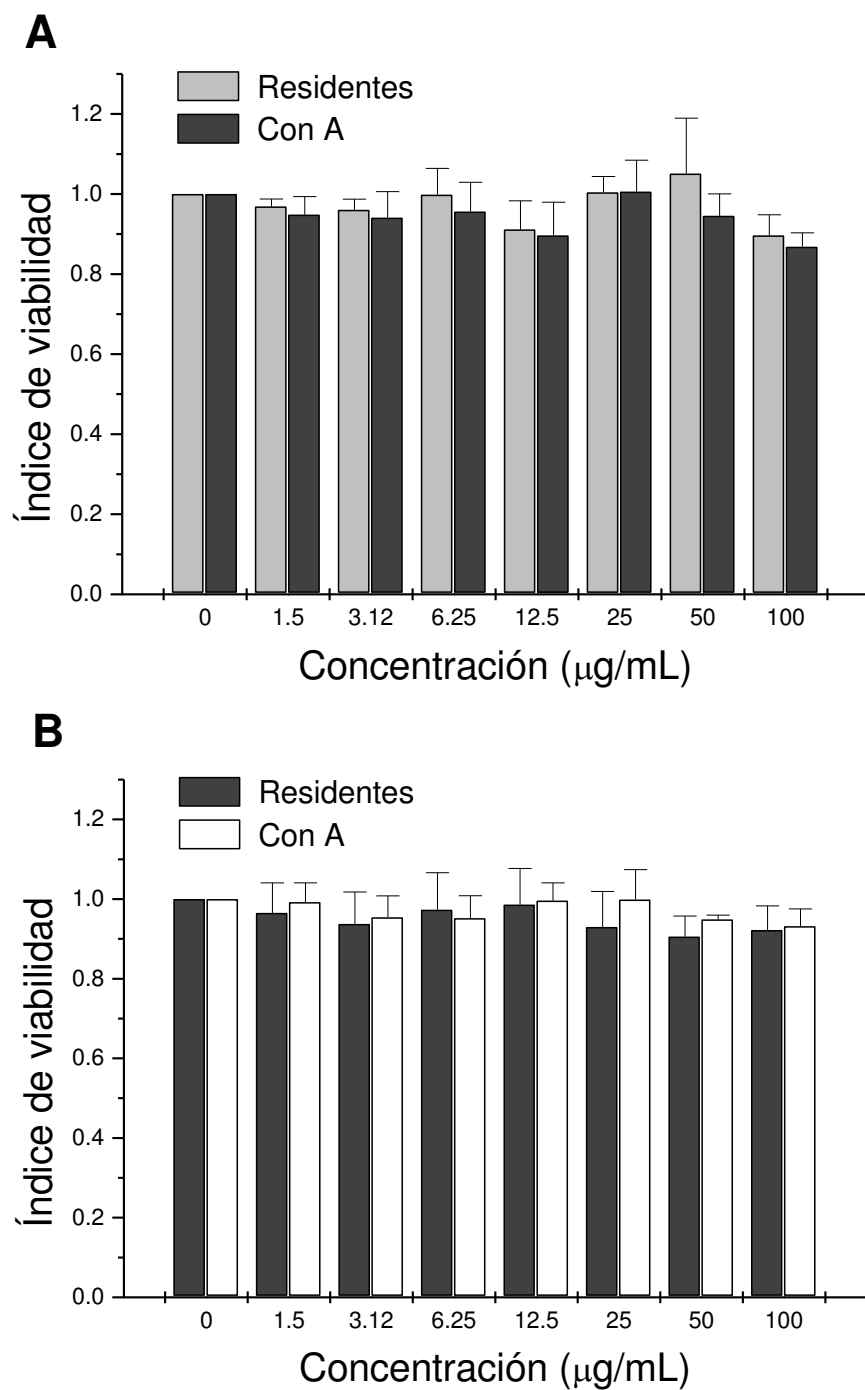 A
Residentes
Con A
1.2
1.0
0.8
0.6
0.4
0.2
0.0
Índice de viabilidad
0 1.5 3.12 6.25 12.5 25 50 100
Concentración (μg/mL)
B
Residentes
Con A
1.2
1.0
0.8
0.6
0.4
0.2
0.0
Índice de viabilidad
0 1.5 3.12 6.25 12.5 25 50 100
Concentración (μg/mL)